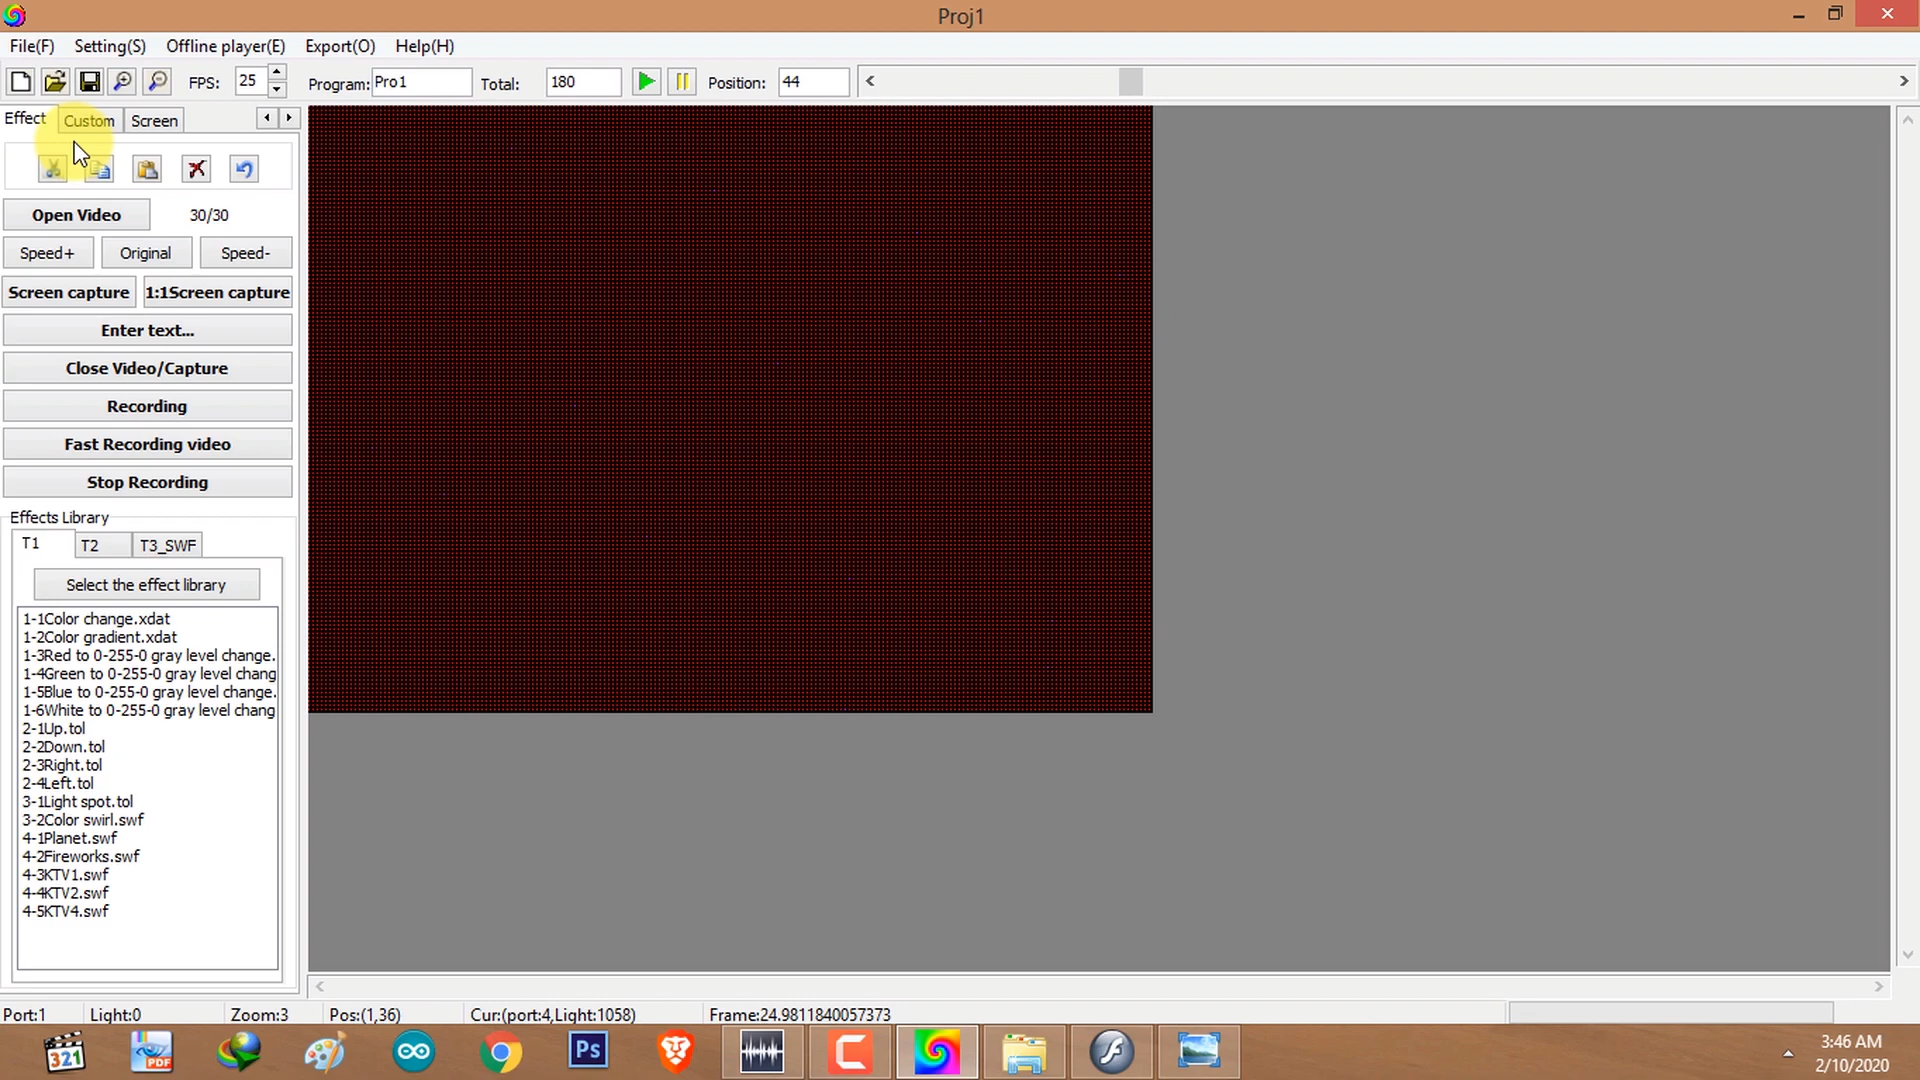 Proj1
File(F) Setting(S) Offline player(E) Export(O) Help(H)
FPS: 25 Program: Pro1 Total: 180 Position: 44
Effect Custom Screen
Open Video 30/30
Speed+ Original Speed-
Screen capture 1:1Screen capture
Enter text...
Close Video/Capture
Recording
Fast Recording video
Stop Recording
Effects Library
T1 T2 T3_SWF
Select the effect library
1-1Color change.xdat
1-2Color gradient.xdat
1-3Red to 0-255-0 gray level change.
1-4Green to 0-255-0 gray level chang
1-5Blue to 0-255-0 gray level change.
1-6White to 0-255-0 gray level chang
2-1Up.tol
2-2Down.tol
2-3Right.tol
2-4Left.tol
3-1Light spot.tol
3-2Color swirl.swf
4-1Planet.swf
4-2Fireworks.swf
4-3KTV1.swf
4-4KTV2.swf
4-5KTV4.swf
Port:1 Light:0 Zoom:3 Pos:(1,36) Cur:(port:4,Light:1058) Frame:24.9811840057373
321 PDF Ps
3:46 AM
2/10/2020